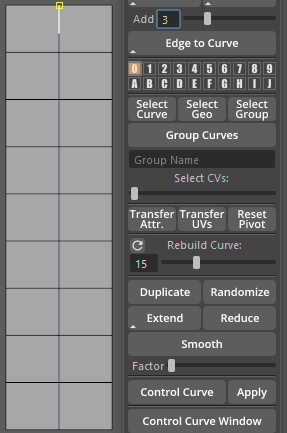 Add 3
Edge to Curve
0 1 2 3 4 5 6 7 8 9
A B C D E F G H I J
Select Curve Select Geo Select Group
Group Curves
Group Name
Select CVs:
Transfer Attr. Transfer UVs Reset Pivot
Rebuild Curve:
15
Duplicate Randomize
Extend Reduce
Smooth
Factor
Control Curve Apply
Control Curve Window